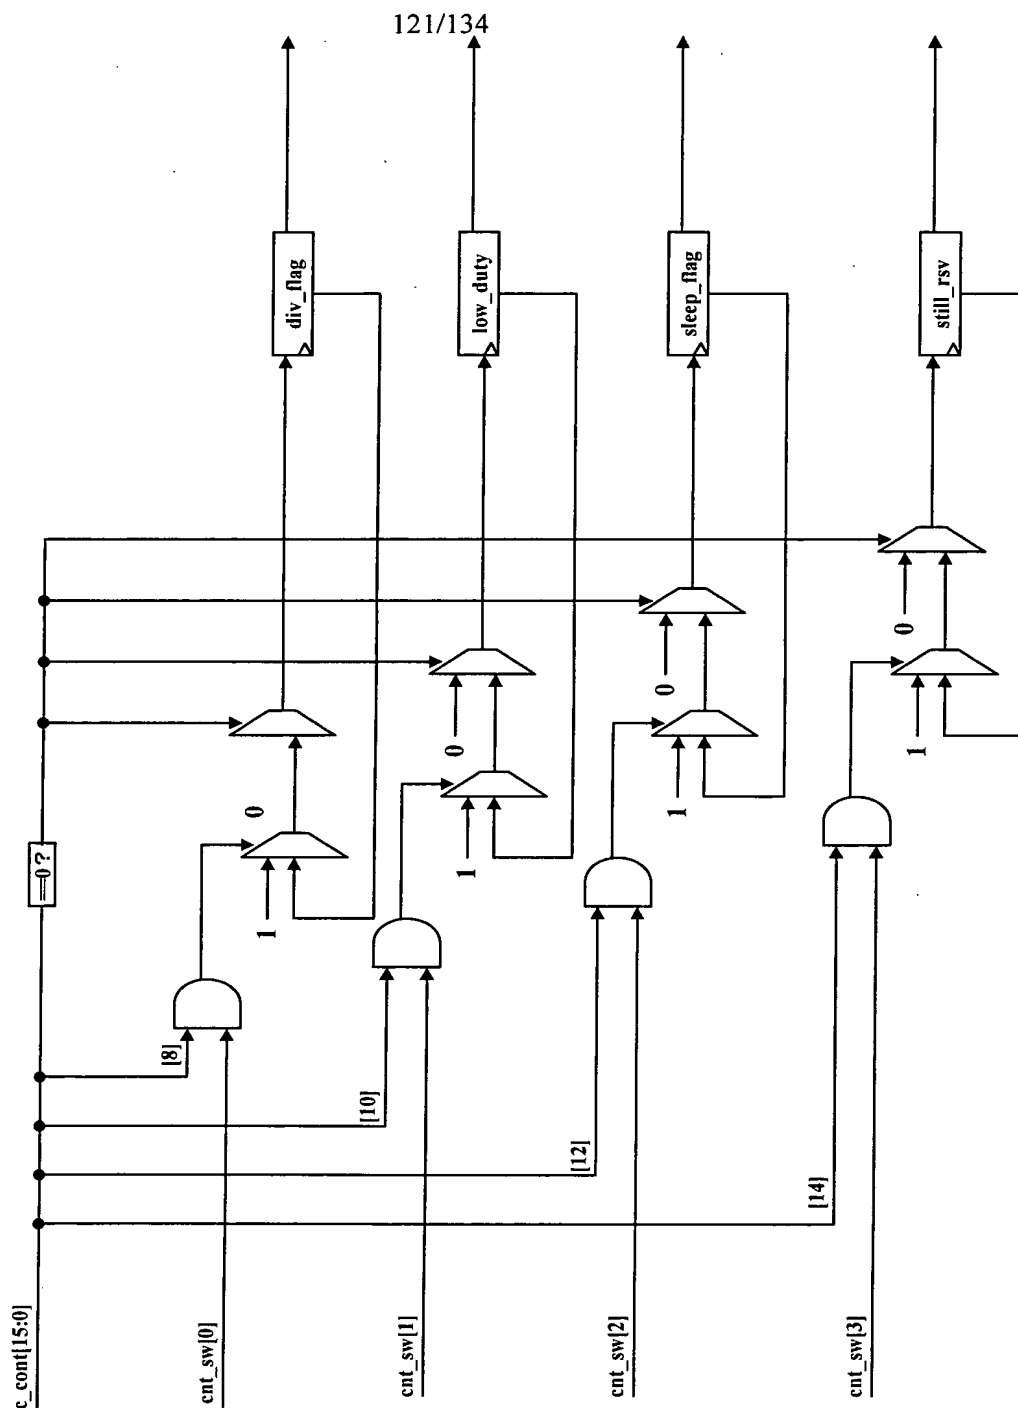 121/134
div_flag
low_duty
sleep_flag
still_rsv
==0?
0
0
0
0
1
1
1
1
[8]
[10]
[12]
[14]
c_cont[15:0]
cnt_sw[0]
cnt_sw[1]
cnt_sw[2]
cnt_sw[3]